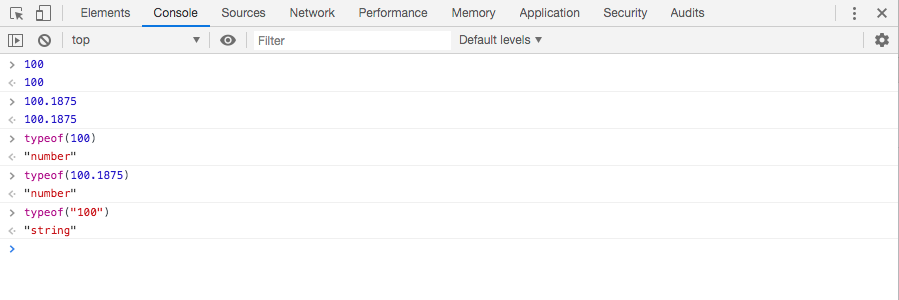 Elements Console Sources Network Performance Memory Application Security Audits
top Filter Default levels
100
100
100.1875
100.1875
typeof(100)
"number"
typeof(100.1875)
"number"
typeof("100")
"string"